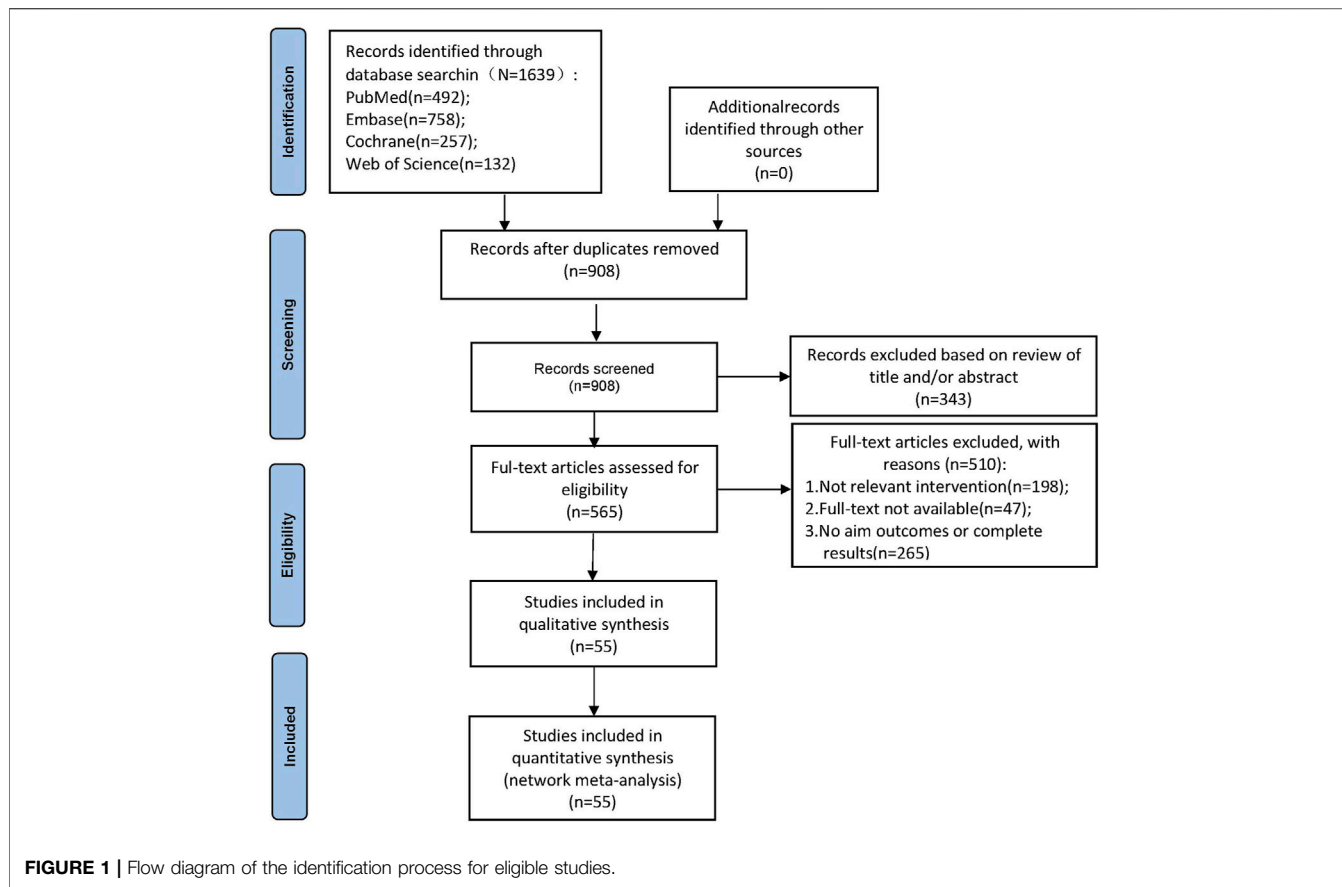 Identification
Records identified through
database searchin（N=1639）:
PubMed(n=492);
Embase(n=758);
Cochrane(n=257);
Web of Science(n=132)
Additionalrecords
identified through other
sources
(n=0)
Screening
Records after duplicates removed
(n=908)
Records screened
(n=908)
Records excluded based on review of
title and/or abstract
(n=343)
Eligibility
Ful-text articles assessed for
eligibility
(n=565)
Full-text articles excluded, with
reasons (n=510):
1.Not relevant intervention(n=198);
2.Full-text not available(n=47);
3.No aim outcomes or complete
results(n=265)
Studies included in
qualitative synthesis
(n=55)
Included
Studies included in
quantitative synthesis
(network meta-analysis)
(n=55)
FIGURE 1 | Flow diagram of the identification process for eligible studies.